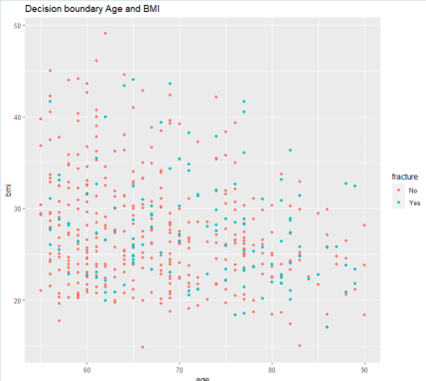 Decision boundary Age and BMI
50
40
30
20
bmi
60
70
80
90
age
fracture
No
Yes